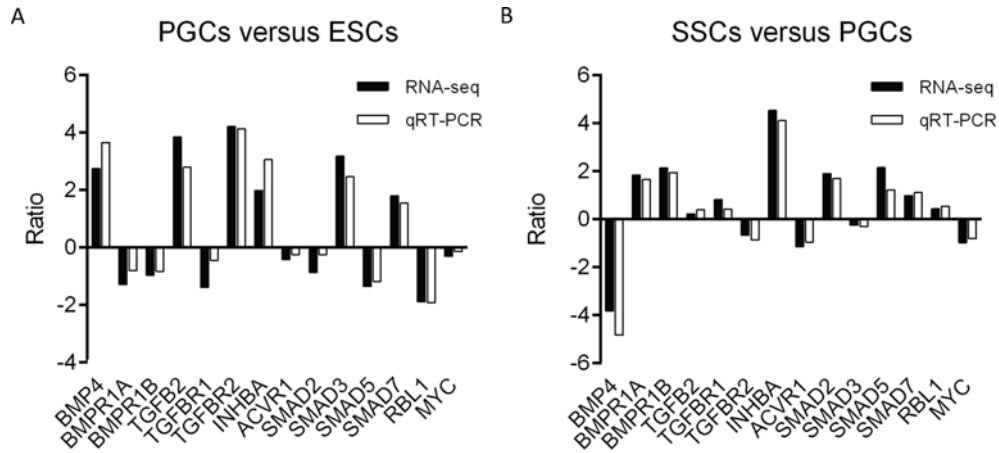 A
PGCs versus ESCs
RNA-seq
qRT-PCR
Ratio
6
4
2
0
-2
-4
BMP4
BMPR1A
BMPR1B
TGFB2
TGFBR1
TGFBR2
INHBA
ACVR1
SMAD2
SMAD3
SMAD5
SMAD7
RBL1
MYC
B
SSCs versus PGCs
RNA-seq
qRT-PCR
Ratio
6
4
2
0
-2
-4
-6
BMP4
BMPR1A
BMPR1B
TGFB2
TGFBR1
TGFBR2
INHBA
ACVR1
SMAD2
SMAD3
SMAD5
SMAD7
RBL1
MYC